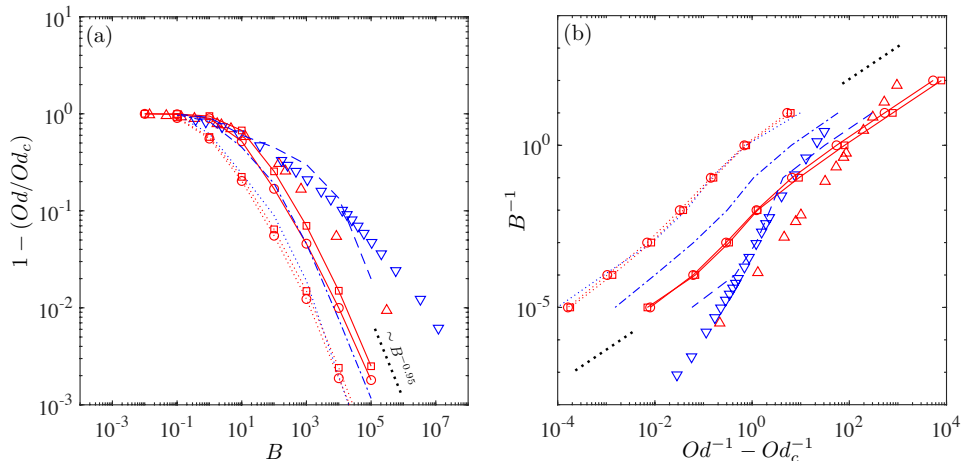 (a)
10^1
10^0
10^-1
10^-2
10^-3
1 − (Od/Od_c)
∼ B^−0.95
10^-3 10^-1 10^1 10^3 10^5 10^7
B
(b)
10^0
10^-5
B^−1
10^-4 10^-2 10^0 10^2 10^4
Od^−1 − Od_c^−1